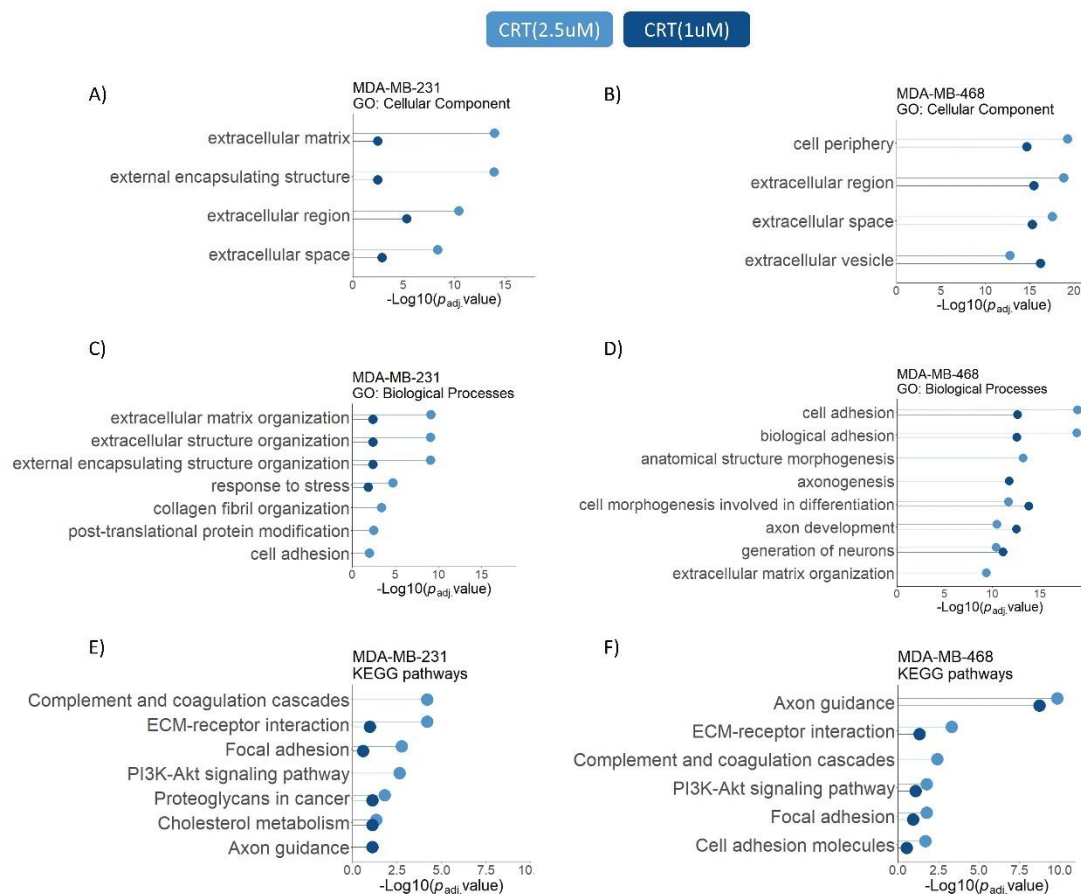 CRT(2.5uM) CRT(1uM)
A)
MDA-MB-231
GO: Cellular Component
extracellular matrix
external encapsulating structure
extracellular region
extracellular space
0 5 10 15
-Log10(padj.value)
B)
MDA-MB-468
GO: Cellular Component
cell periphery
extracellular region
extracellular space
extracellular vesicle
0 5 10 15 20
-Log10(padj.value)
C)
MDA-MB-231
GO: Biological Processes
extracellular matrix organization
extracellular structure organization
external encapsulating structure organization
response to stress
collagen fibril organization
post-translational protein modification
cell adhesion
0 5 10 15
-Log10(padj.value)
D)
MDA-MB-468
GO: Biological Processes
cell adhesion
biological adhesion
anatomical structure morphogenesis
axonogenesis
cell morphogenesis involved in differentiation
axon development
generation of neurons
extracellular matrix organization
0 5 10 15
-Log10(padj.value)
E)
MDA-MB-231
KEGG pathways
Complement and coagulation cascades
ECM-receptor interaction
Focal adhesion
PI3K-Akt signaling pathway
Proteoglycans in cancer
Cholesterol metabolism
Axon guidance
0 2.5 5.0 7.5 10.
-Log10(padj.value)
F)
MDA-MB-468
KEGG pathways
Axon guidance
ECM-receptor interaction
Complement and coagulation cascades
PI3K-Akt signaling pathway
Focal adhesion
Cell adhesion molecules
0 2.5 5.0 7.5 10.0
-Log10(padj.value)